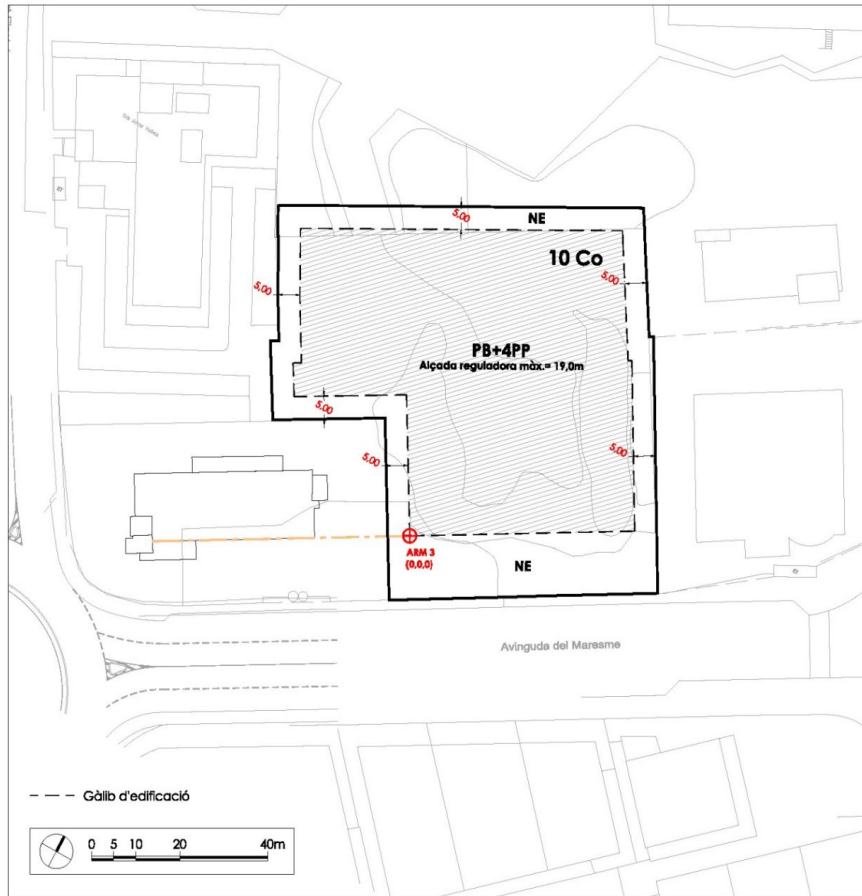 5,00
NE
10 Co
5,00
5,00
PB+4PP
Alçada reguladora màx.= 19,0m
5,00
5,00
5,00
ARM 3
(0,0,0)
NE
Avinguda del Maresme
Gàlib d'edificació
0 5 10 20 40m